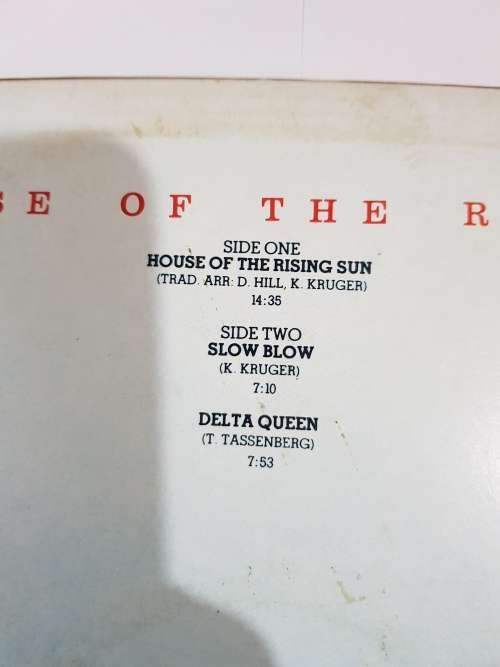 SE OF THE R
SIDE ONE
HOUSE OF THE RISING SUN
(TRAD. ARR: D. HILL, K. KRUGER)
14:35
SIDE TWO
SLOW BLOW
(K. KRUGER)
7:10
DELTA QUEEN
(T. TASSENBERG)
7:53